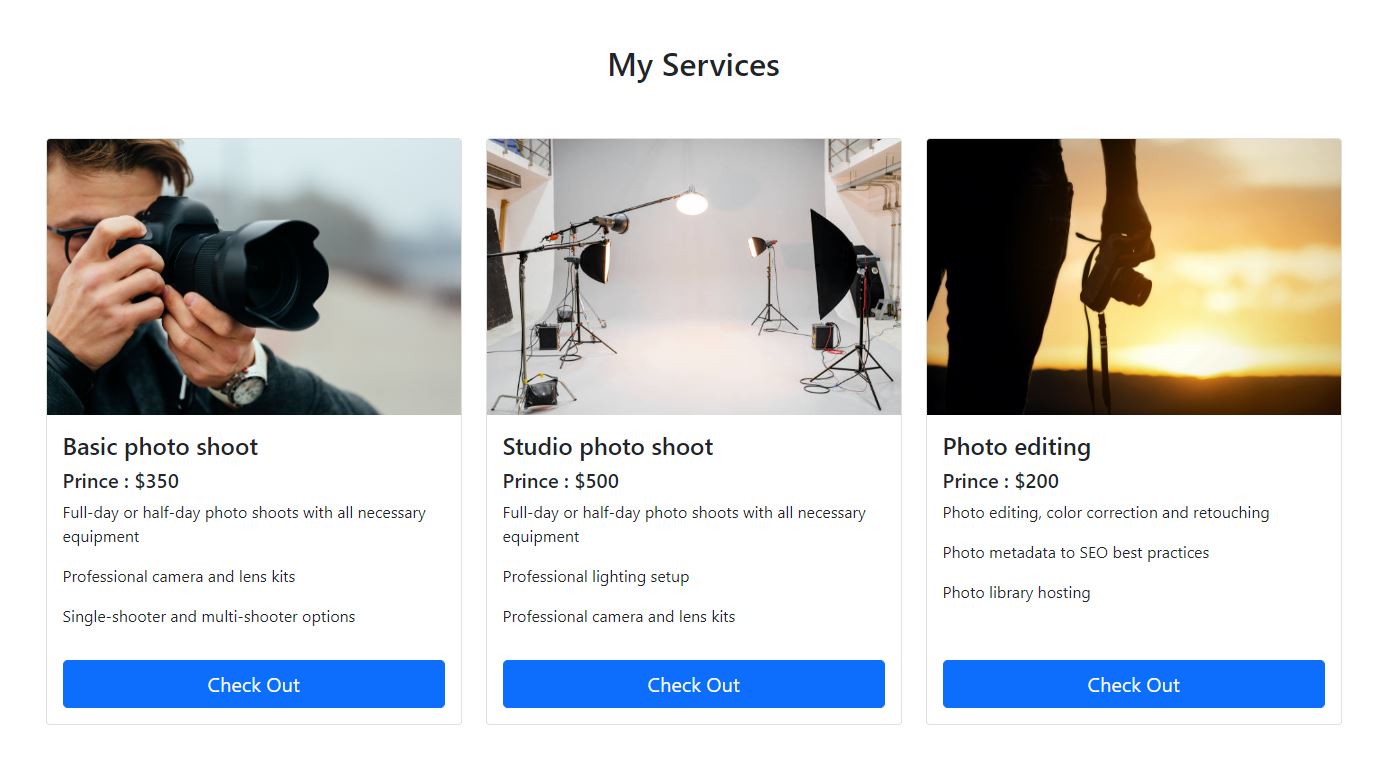 My Services
Basic photo shoot
Prince : $350
Full-day or half-day photo shoots with all necessary
equipment
Professional camera and lens kits
Single-shooter and multi-shooter options
Check Out
Studio photo shoot
Prince : $500
Full-day or half-day photo shoots with all necessary
equipment
Professional lighting setup
Professional camera and lens kits
Check Out
Photo editing
Prince : $200
Photo editing, color correction and retouching
Photo metadata to SEO best practices
Photo library hosting
Check Out